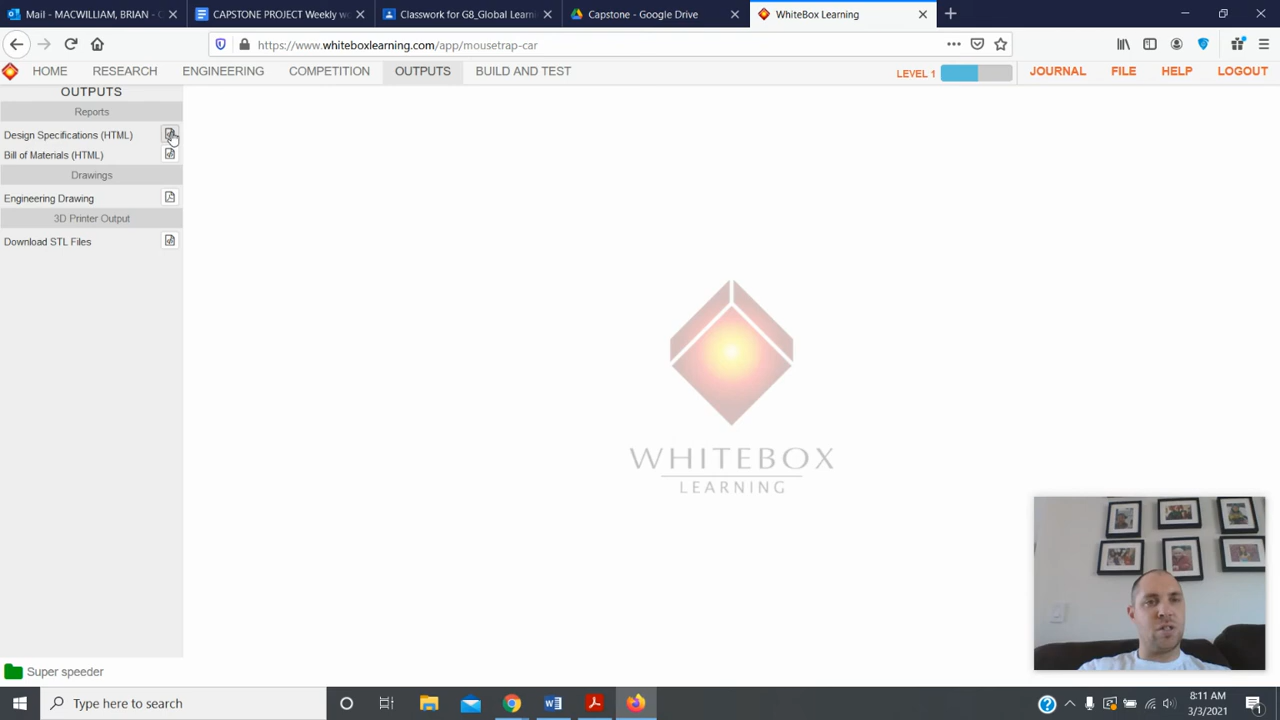 Mail - MACWILLIAM, BRIAN - O
CAPSTONE PROJECT Weekly wo
Classwork for G8_Global Learni
Capstone - Google Drive
WhiteBox Learning
https://www.whiteboxlearning.com/app/mousetrap-car
HOME
RESEARCH
ENGINEERING
COMPETITION
OUTPUTS
BUILD AND TEST
LEVEL 1
JOURNAL
FILE
HELP
LOGOUT
OUTPUTS
Reports
Design Specifications (HTML)
Bill of Materials (HTML)
Drawings
Engineering Drawing
3D Printer Output
Download STL Files
WHITEBOX
LEARNING
Super speeder
Type here to search
8:11 AM
3/3/2021